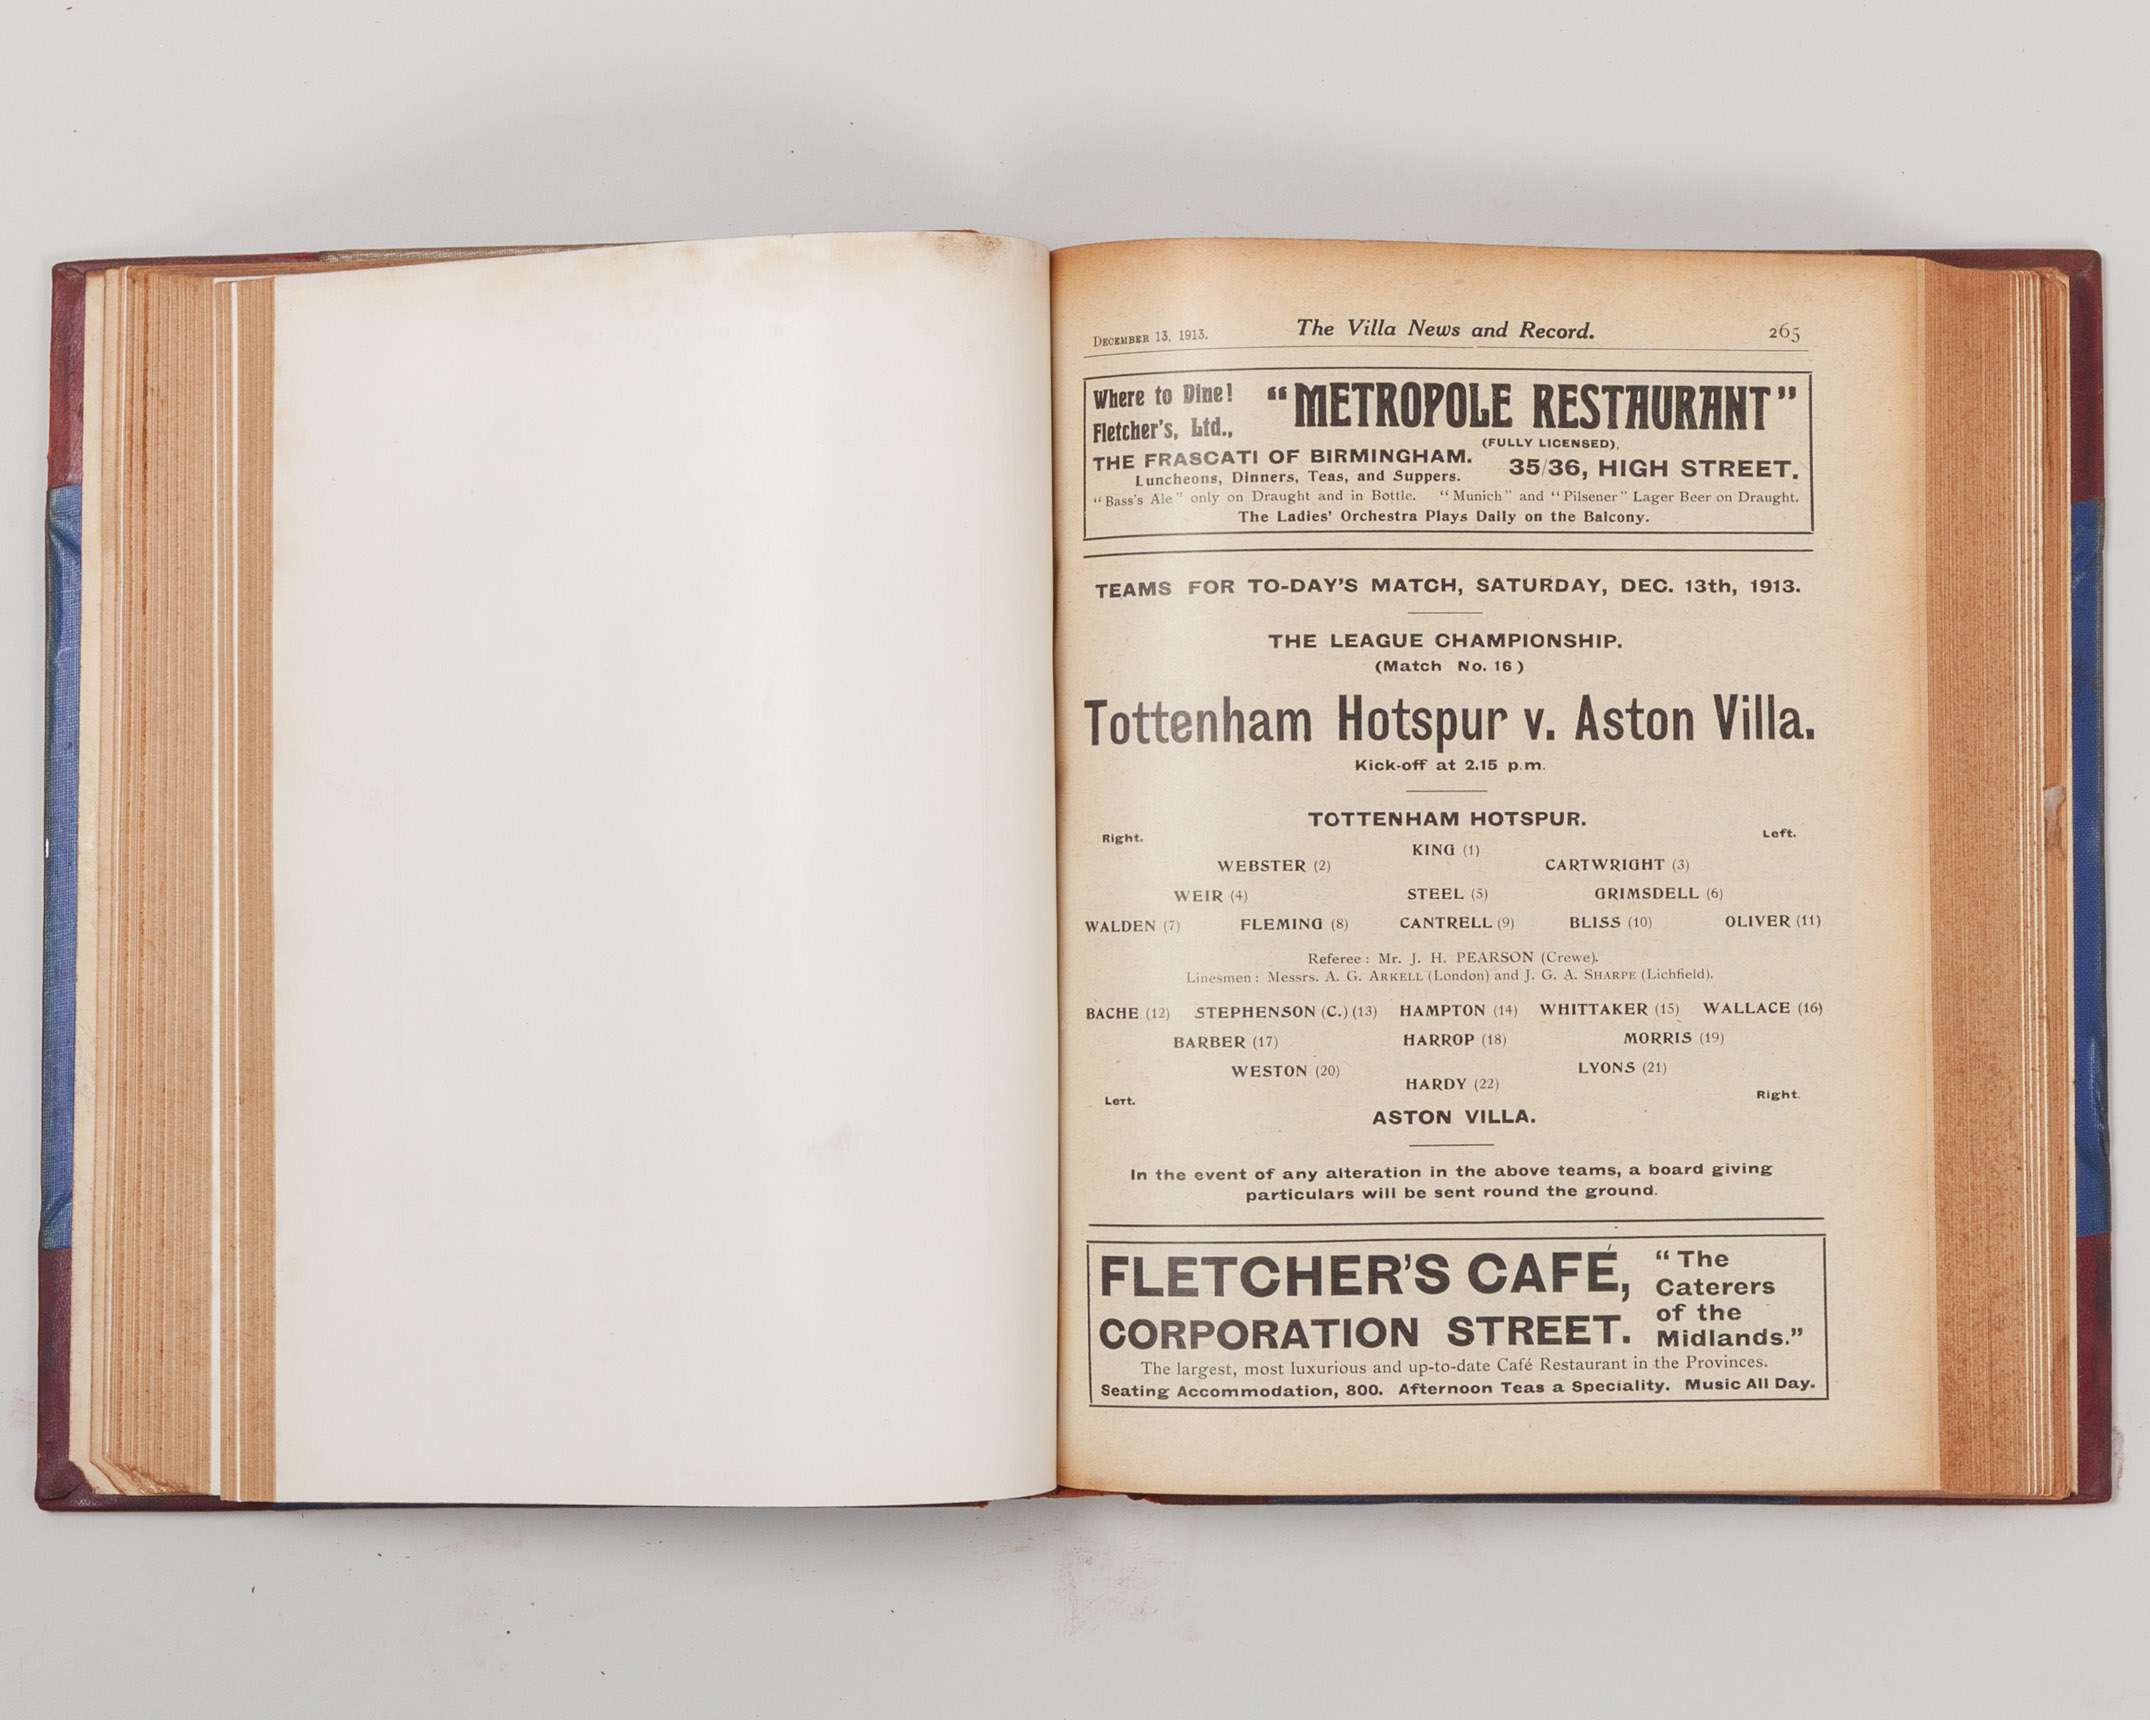 DECEMBER 13, 1913. The Villa News and Record. 265
Where to Dine! "METROPOLE RESTAURANT"
Fletcher's, Ltd.,
(FULLY LICENSED),
THE FRASCATI OF BIRMINGHAM. 35/36, HIGH STREET.
Luncheons, Dinners, Teas, and Suppers.
"Bass's Ale" only on Draught and in Bottle. "Munich" and "Pilsener" Lager Beer on Draught.
The Ladies' Orchestra Plays Daily on the Balcony.
TEAMS FOR TO-DAY'S MATCH, SATURDAY, DEC. 13th, 1913.
THE LEAGUE CHAMPIONSHIP.
(Match No. 16)
Tottenham Hotspur v. Aston Villa.
Kick-off at 2.15 p.m.
TOTTENHAM HOTSPUR.
Right. Left.
KING (1)
WEBSTER (2) CARTWRIGHT (3)
WEIR (4) STEEL (5) GRIMSDELL (6)
WALDEN (7) FLEMING (8) CANTRELL (9) BLISS (10) OLIVER (11)
Referee : Mr. J. H. PEARSON (Crewe).
Linesmen : Messrs. A. G. ARKELL (London) and J. G. A. SHARPE (Lichfield).
BACHE (12) STEPHENSON (C.) (13) HAMPTON (14) WHITTAKER (15) WALLACE (16)
BARBER (17) HARROP (18) MORRIS (19)
WESTON (20) LYONS (21)
HARDY (22)
Left. Right.
ASTON VILLA.
In the event of any alteration in the above teams, a board giving
particulars will be sent round the ground.
FLETCHER'S CAFÉ, "The
Caterers
CORPORATION STREET. of the
Midlands."
The largest, most luxurious and up-to-date Café Restaurant in the Provinces.
Seating Accommodation, 800. Afternoon Teas a Speciality. Music All Day.